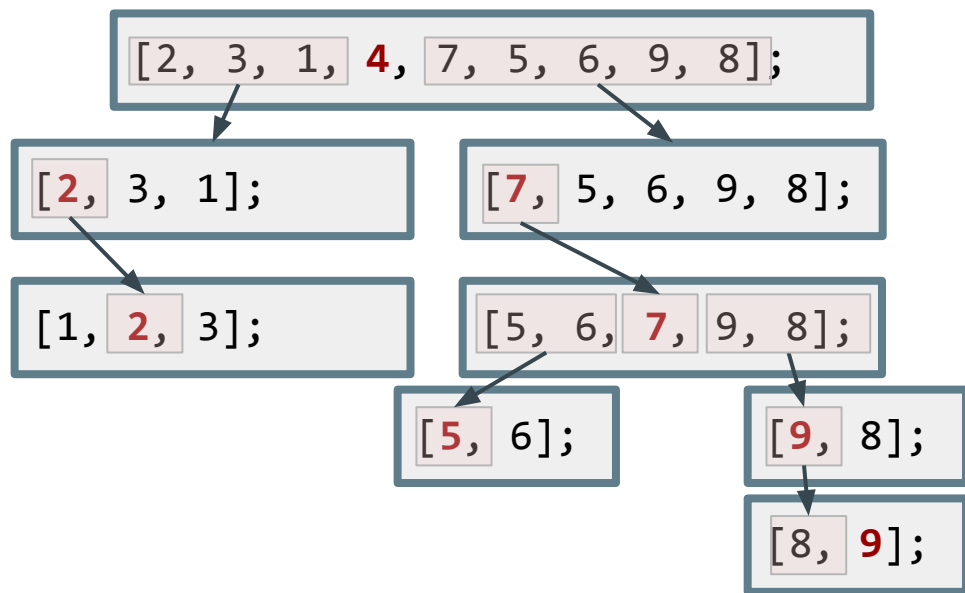 [2, 3, 1, 4, 7, 5, 6, 9, 8];
[2, 3, 1];
[7, 5, 6, 9, 8];
[1, 2, 3];
[5, 6, 7, 9, 8];
[5, 6];
[9, 8];
[8, 9];